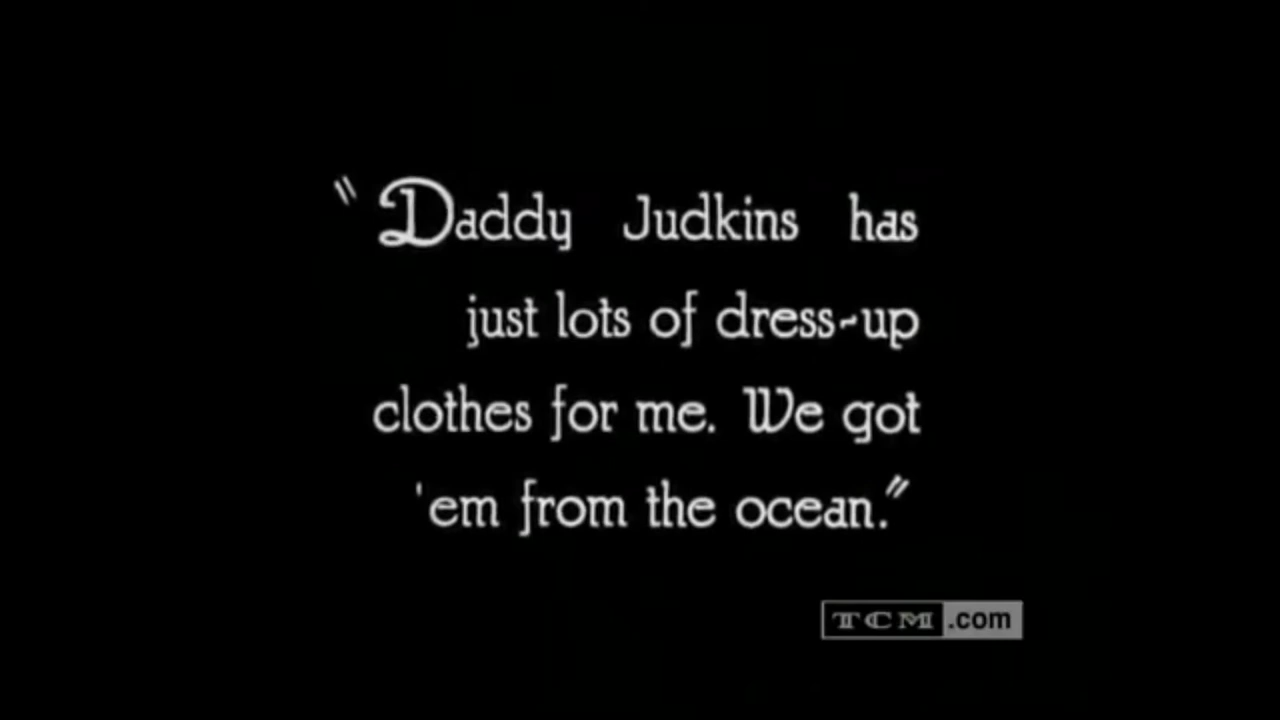 "Daddy Judkins has
just lots of dress-up
clothes for me. We got
'em from the ocean."
TCM.com